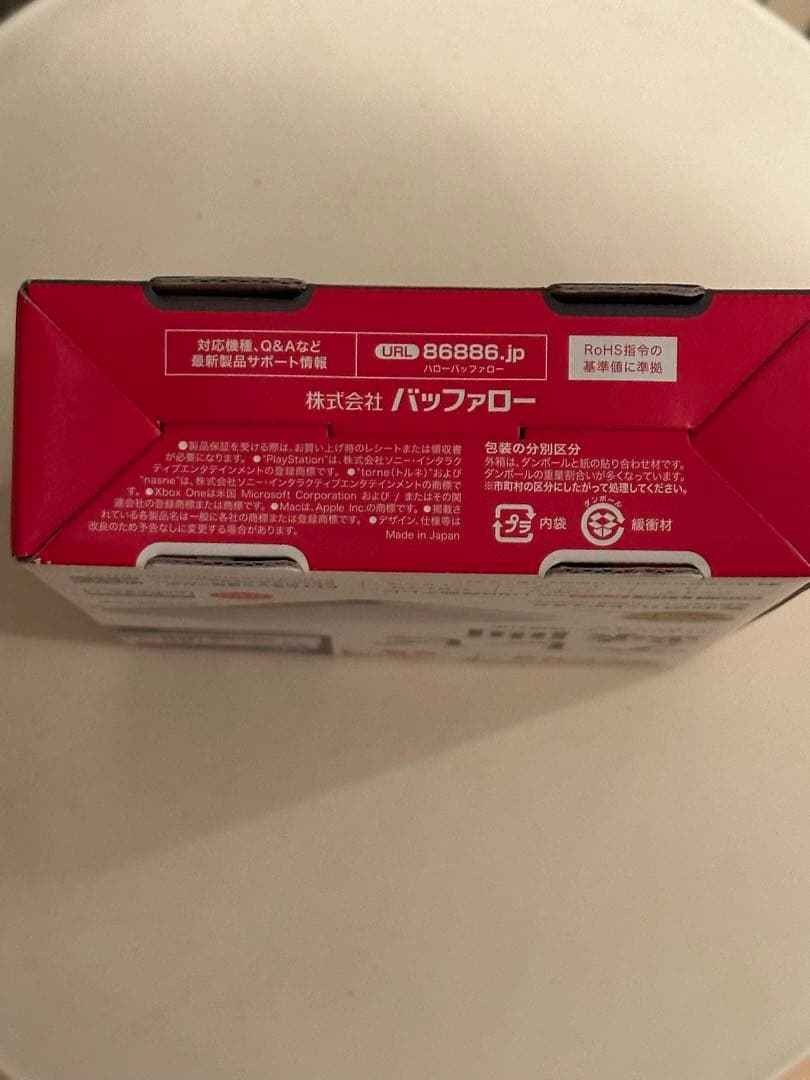 対応機種、Q&Aなど
最新製品サポート情報
URL 86886.jp
ハローバッファロー
RoHS指令の
基準値に準拠
株式会社 バッファロー
●製品保証を受ける際は、お買い上げ時のレシートまたは領収書
が必要になります。 ●"PlayStation"は、株式会社ソニー・インタラク
ティブエンタテインメントの登録商標です。 ●"torne(トルネ)"および
"nasne"は、株式会社ソニー・インタラクティブエンタテインメントの商標で
す。●Xbox Oneは米国 Microsoft Corporation および / またはその関
連会社の登録商標または商標です。 ●Macは、Apple Inc.の商標です。 ●掲載さ
れている各製品名は一般に各社の商標または登録商標です。 ●デザイン、仕様等は
改良のため予告なしに変更する場合があります。
Made in Japan
包装の分別区分
外箱は、ダンボールと紙の貼り合わせ材です。
ダンボールの重量割合が多くなっています。
※市町村の区分にしたがって処理してください。
プラ 内袋
ダンボール
緩衝材